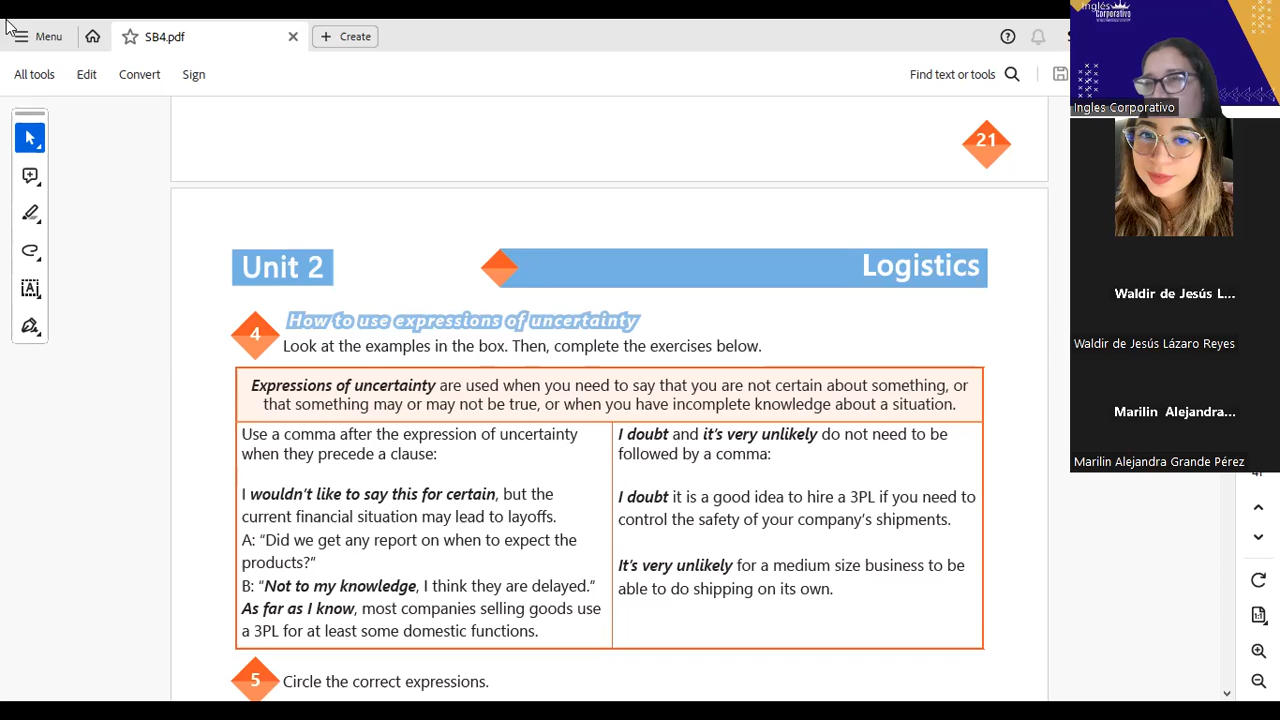 Menu
SB4.pdf
Create
All tools
Edit
Convert
Sign
Find text or tools
21
Unit 2
Logistics
4
How to use expressions of uncertainty
Look at the examples in the box. Then, complete the exercises below.
Expressions of uncertainty are used when you need to say that you are not certain about something, or
that something may or may not be true, or when you have incomplete knowledge about a situation.
Use a comma after the expression of uncertainty
when they precede a clause:
I wouldn't like to say this for certain, but the
current financial situation may lead to layoffs.
A: “Did we get any report on when to expect the
products?”
B: “Not to my knowledge, I think they are delayed.”
As far as I know, most companies selling goods use
a 3PL for at least some domestic functions.
I doubt and it's very unlikely do not need to be
followed by a comma:
I doubt it is a good idea to hire a 3PL if you need to
control the safety of your company's shipments.
It's very unlikely for a medium size business to be
able to do shipping on its own.
5
Circle the correct expressions.
Inglés
corporativo
Ingles Corporativo
Waldir de Jesús L...
Waldir de Jesús Lázaro Reyes
Marilin Alejandra...
Marilin Alejandra Grande Pérez
1:1